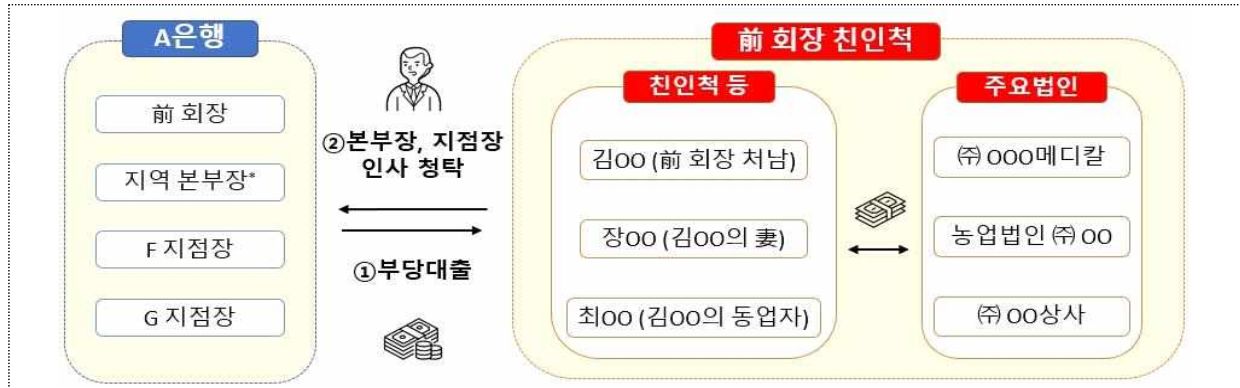 A은행
前 회장
지역 본부장*
F 지점장
G 지점장
②본부장, 지점장
인사 청탁
①부당대출
前 회장 친인척
친인척 등
김OO (前 회장 처남)
장OO (김OO의 妻)
최OO (김OO의 동업자)
주요법인
㈜ OOO메디칼
농업법인 ㈜ OO
㈜ OO상사